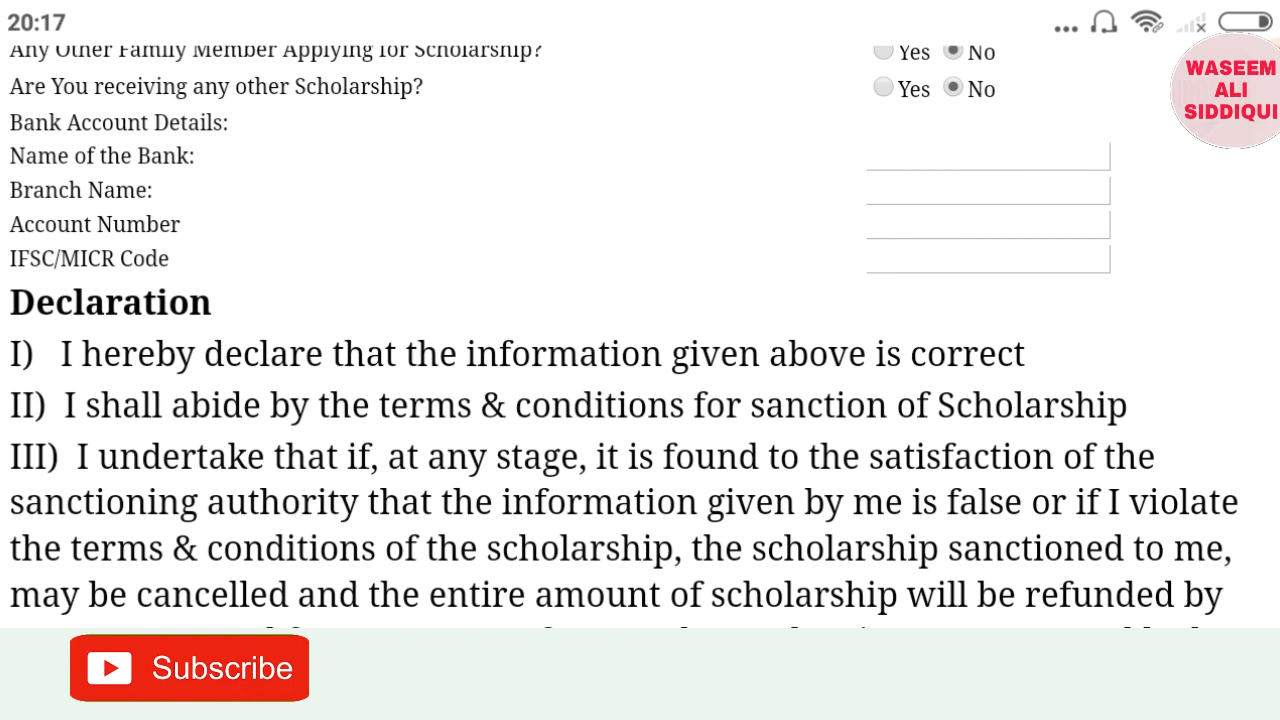 20:17
Any Other Family Member Applying for Scholarship? Yes No
Are You receiving any other Scholarship? Yes No
WASEEM
ALI
SIDDIQUI
Bank Account Details:
Name of the Bank:
Branch Name:
Account Number
IFSC/MICR Code
Declaration
I) I hereby declare that the information given above is correct
II) I shall abide by the terms & conditions for sanction of Scholarship
III) I undertake that if, at any stage, it is found to the satisfaction of the
sanctioning authority that the information given by me is false or if I violate
the terms & conditions of the scholarship, the scholarship sanctioned to me,
may be cancelled and the entire amount of scholarship will be refunded by
Subscribe